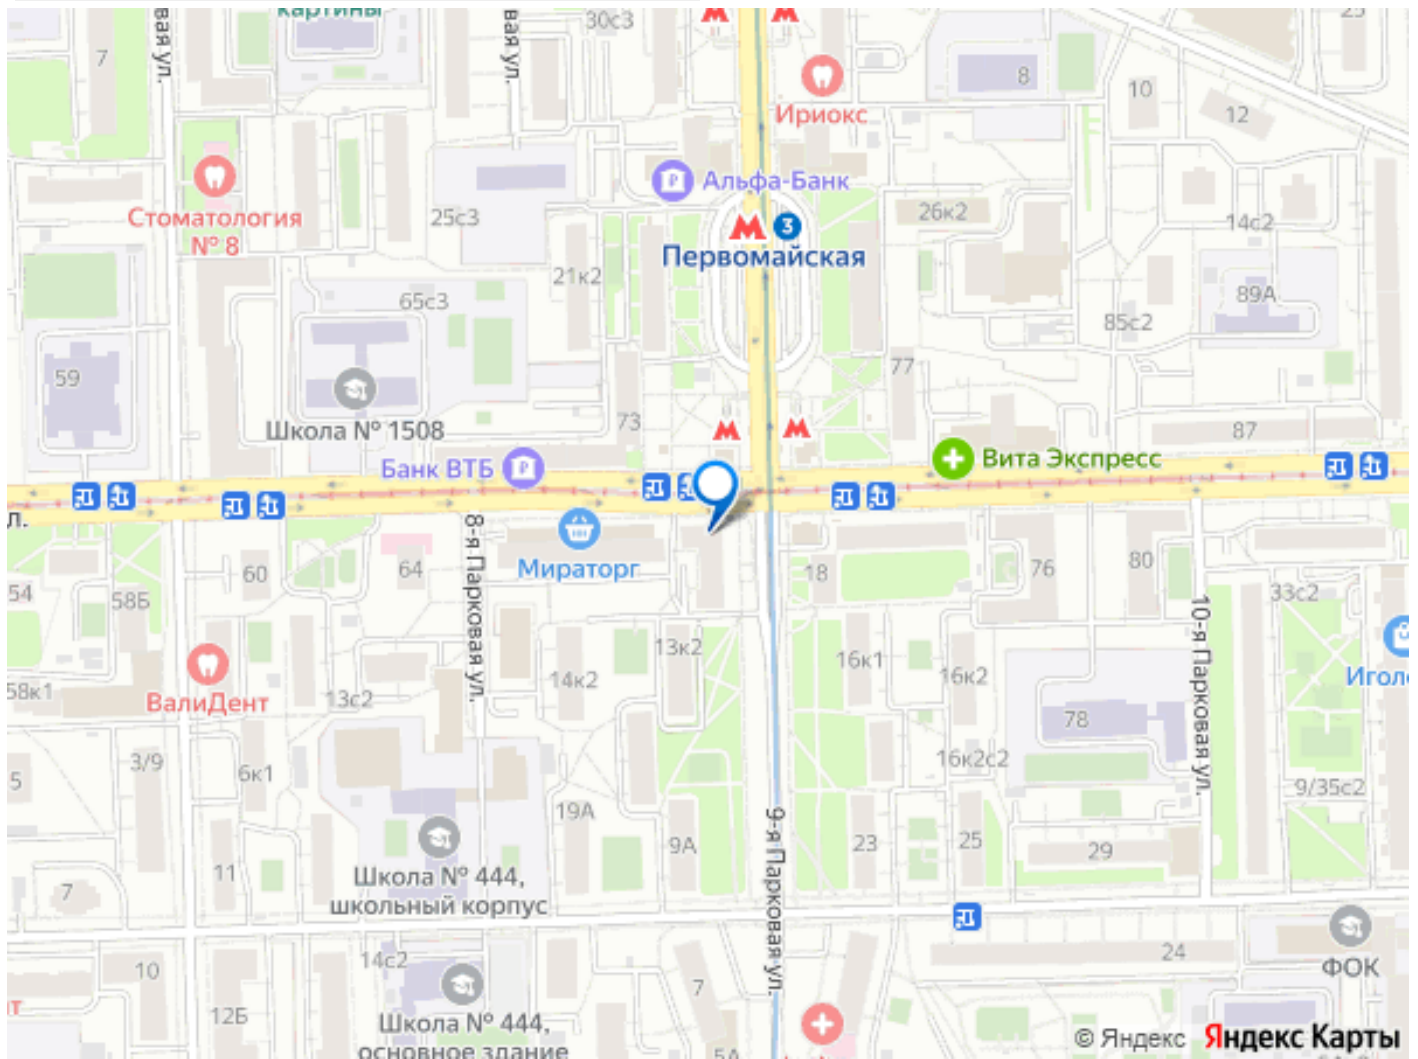 картины
30с3
23
7
вая ул.
вая ул.
8
10
12
Ириокс
Альфа-Банк
Стоматология
№ 8
25с3
26к2
14с2
3
Первомайская
21к2
65с3
89А
85с2
59
77
73
87
Школа № 1508
Банк ВТБ
Вита Экспресс
л.
8-я Парковая ул.
Мираторг
60
64
18
76
80
54
58Б
33с2
10-я Парковая ул.
13к2
16к1
58к1
ВалиДент
13с2
14к2
16к2
Иголо
78
3/9
5
6к1
16к2с2
9/35с2
19А
9-я Парковая ул.
9А
23
25
29
11
7
Школа № 444,
школьный корпус
24
10
14с2
ФОК
7
12Б
Школа № 444,
основное здание
5А
© Яндекс Яндекс Карты